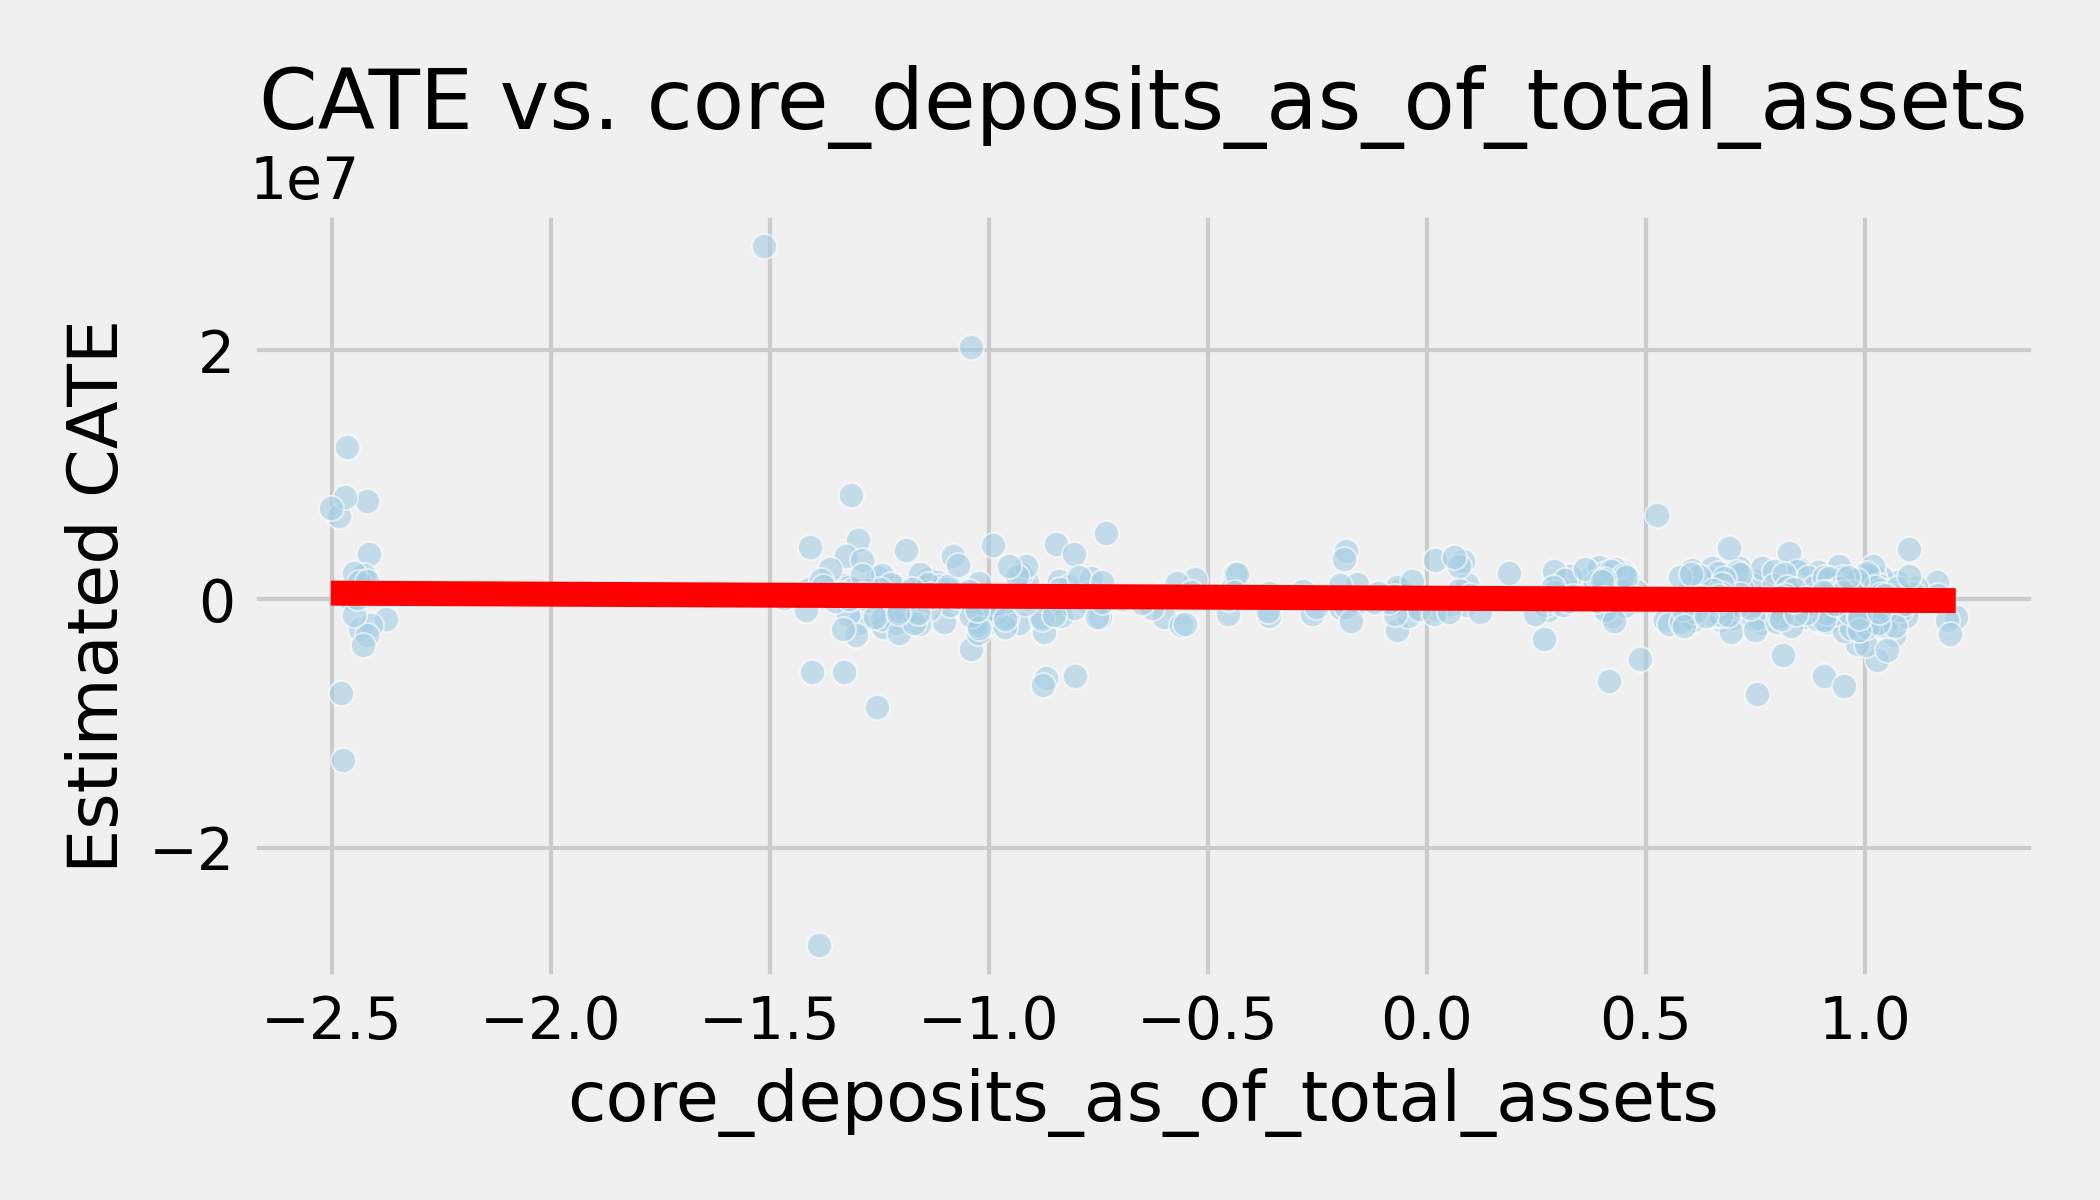 CATE vs. core_deposits_as_of_total_assets
1e7
2
0
−2
Estimated CATE
−2.5 −2.0 −1.5 −1.0 −0.5 0.0 0.5 1.0
core_deposits_as_of_total_assets